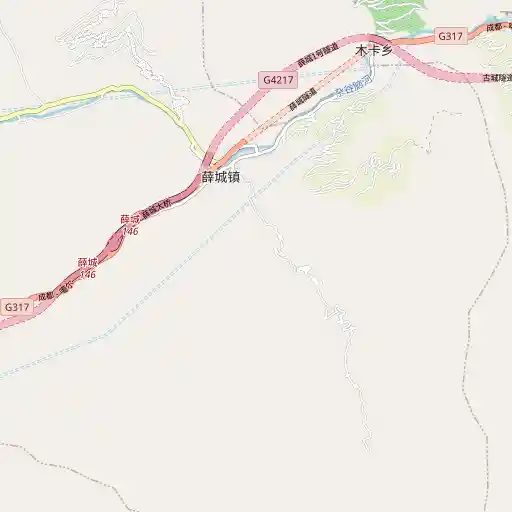 成都
G317
薛城1号隧道
木卡乡
G4217
古城隧道
杂谷脑河
薛城隧道
薛城镇
薛城大桥
薛城
146
薛城
146
成都
G317